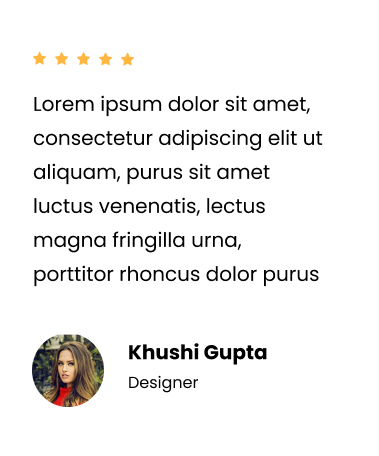 Lorem ipsum dolor sit amet,
consectetur adipiscing elit ut
aliquam, purus sit amet
luctus venenatis, lectus
magna fringilla urna,
porttitor rhoncus dolor purus
Khushi Gupta
Designer